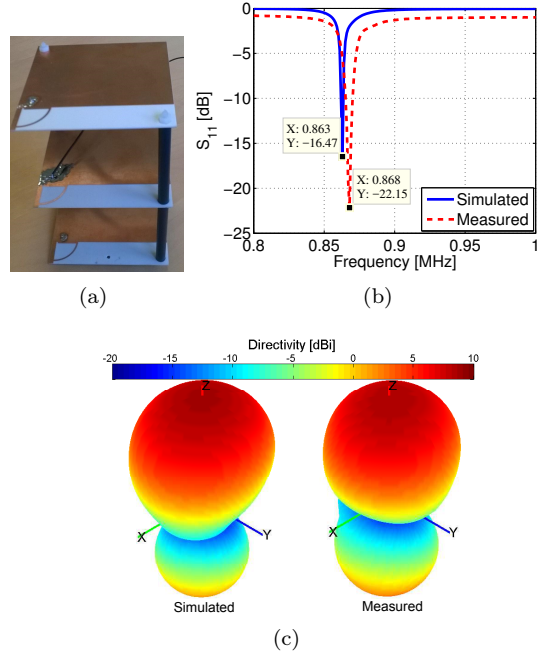 0
−5
−10
−15
−20
−25
S11 [dB]
X: 0.863
Y: −16.47
X: 0.868
Y: −22.15
Simulated
Measured
0.8
0.85
0.9
0.95
1
Frequency [MHz]
(a)
(b)
Directivity [dBi]
-20
-15
-10
-5
0
5
10
Z
Z
X
Y
X
Y
Simulated
Measured
(c)